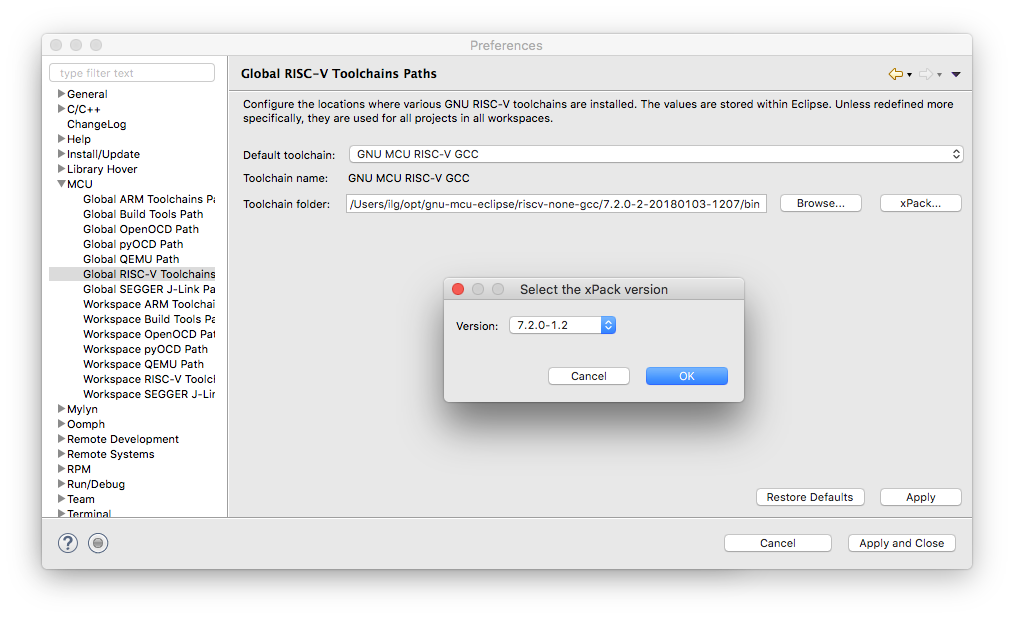 Preferences
type filter text
General
C/C++
ChangeLog
Help
Install/Update
Library Hover
MCU
Global ARM Toolchains Pa
Global Build Tools Path
Global OpenOCD Path
Global pyOCD Path
Global QEMU Path
Global RISC-V Toolchains
Global SEGGER J-Link Pa
Workspace ARM Toolchai
Workspace Build Tools Pa
Workspace OpenOCD Pat
Workspace pyOCD Path
Workspace QEMU Path
Workspace RISC-V Toolcl
Workspace SEGGER J-Lir
Mylyn
Oomph
Remote Development
Remote Systems
RPM
Run/Debug
Team
Terminal
Global RISC-V Toolchains Paths
Configure the locations where various GNU RISC-V toolchains are installed. The values are stored within Eclipse. Unless redefined more
specifically, they are used for all projects in all workspaces.
Default toolchain: GNU MCU RISC-V GCC
Toolchain name: GNU MCU RISC-V GCC
Toolchain folder: /Users/ilg/opt/gnu-mcu-eclipse/riscv-none-gcc/7.2.0-2-20180103-1207/bin Browse... xPack...
Select the xPack version
Version: 7.2.0-1.2
Cancel OK
Restore Defaults Apply
? Cancel Apply and Close